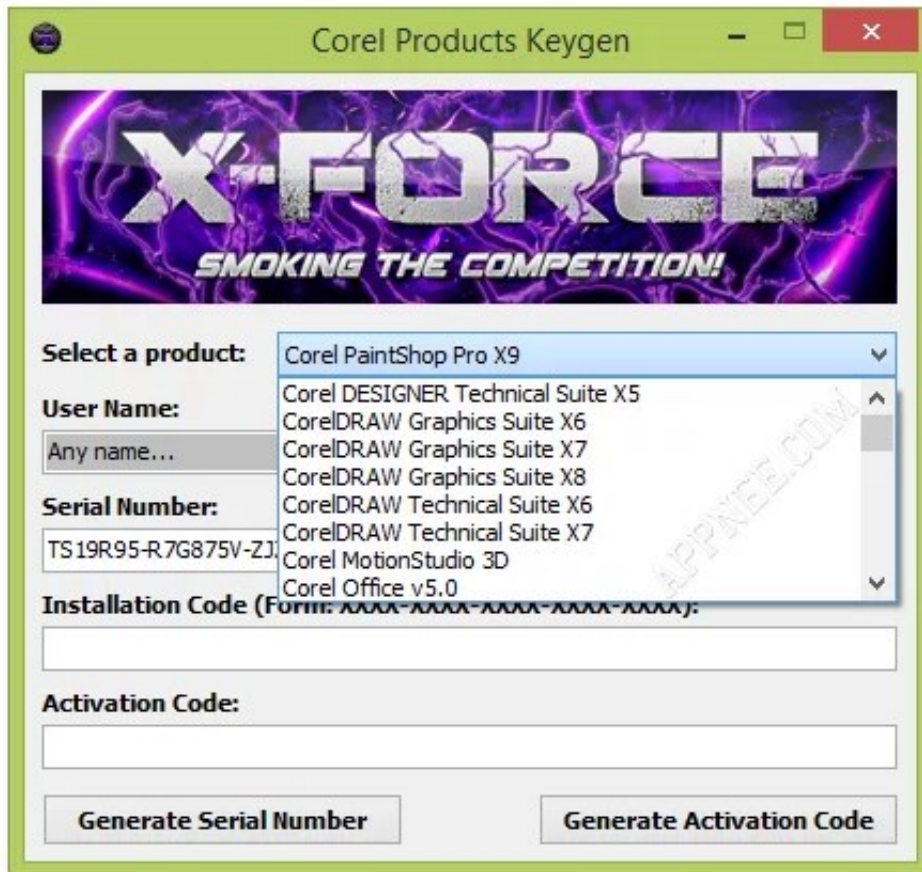 Corel Products Keygen
X-FORCE
SMOKING THE COMPETITION!
Select a product:
Corel PaintShop Pro X9
Corel DESIGNER Technical Suite X5
CorelDRAW Graphics Suite X6
CorelDRAW Graphics Suite X7
CorelDRAW Graphics Suite X8
CorelDRAW Technical Suite X6
CorelDRAW Technical Suite X7
Corel MotionStudio 3D
Corel Office v5.0
APPNEE.COM
User Name:
Any name...
Serial Number:
TS19R95-R7G875V-
Installation Code (Form: XXXX-XXXX-XXXX-XXXX-XXXX):
Activation Code:
Generate Serial Number
Generate Activation Code